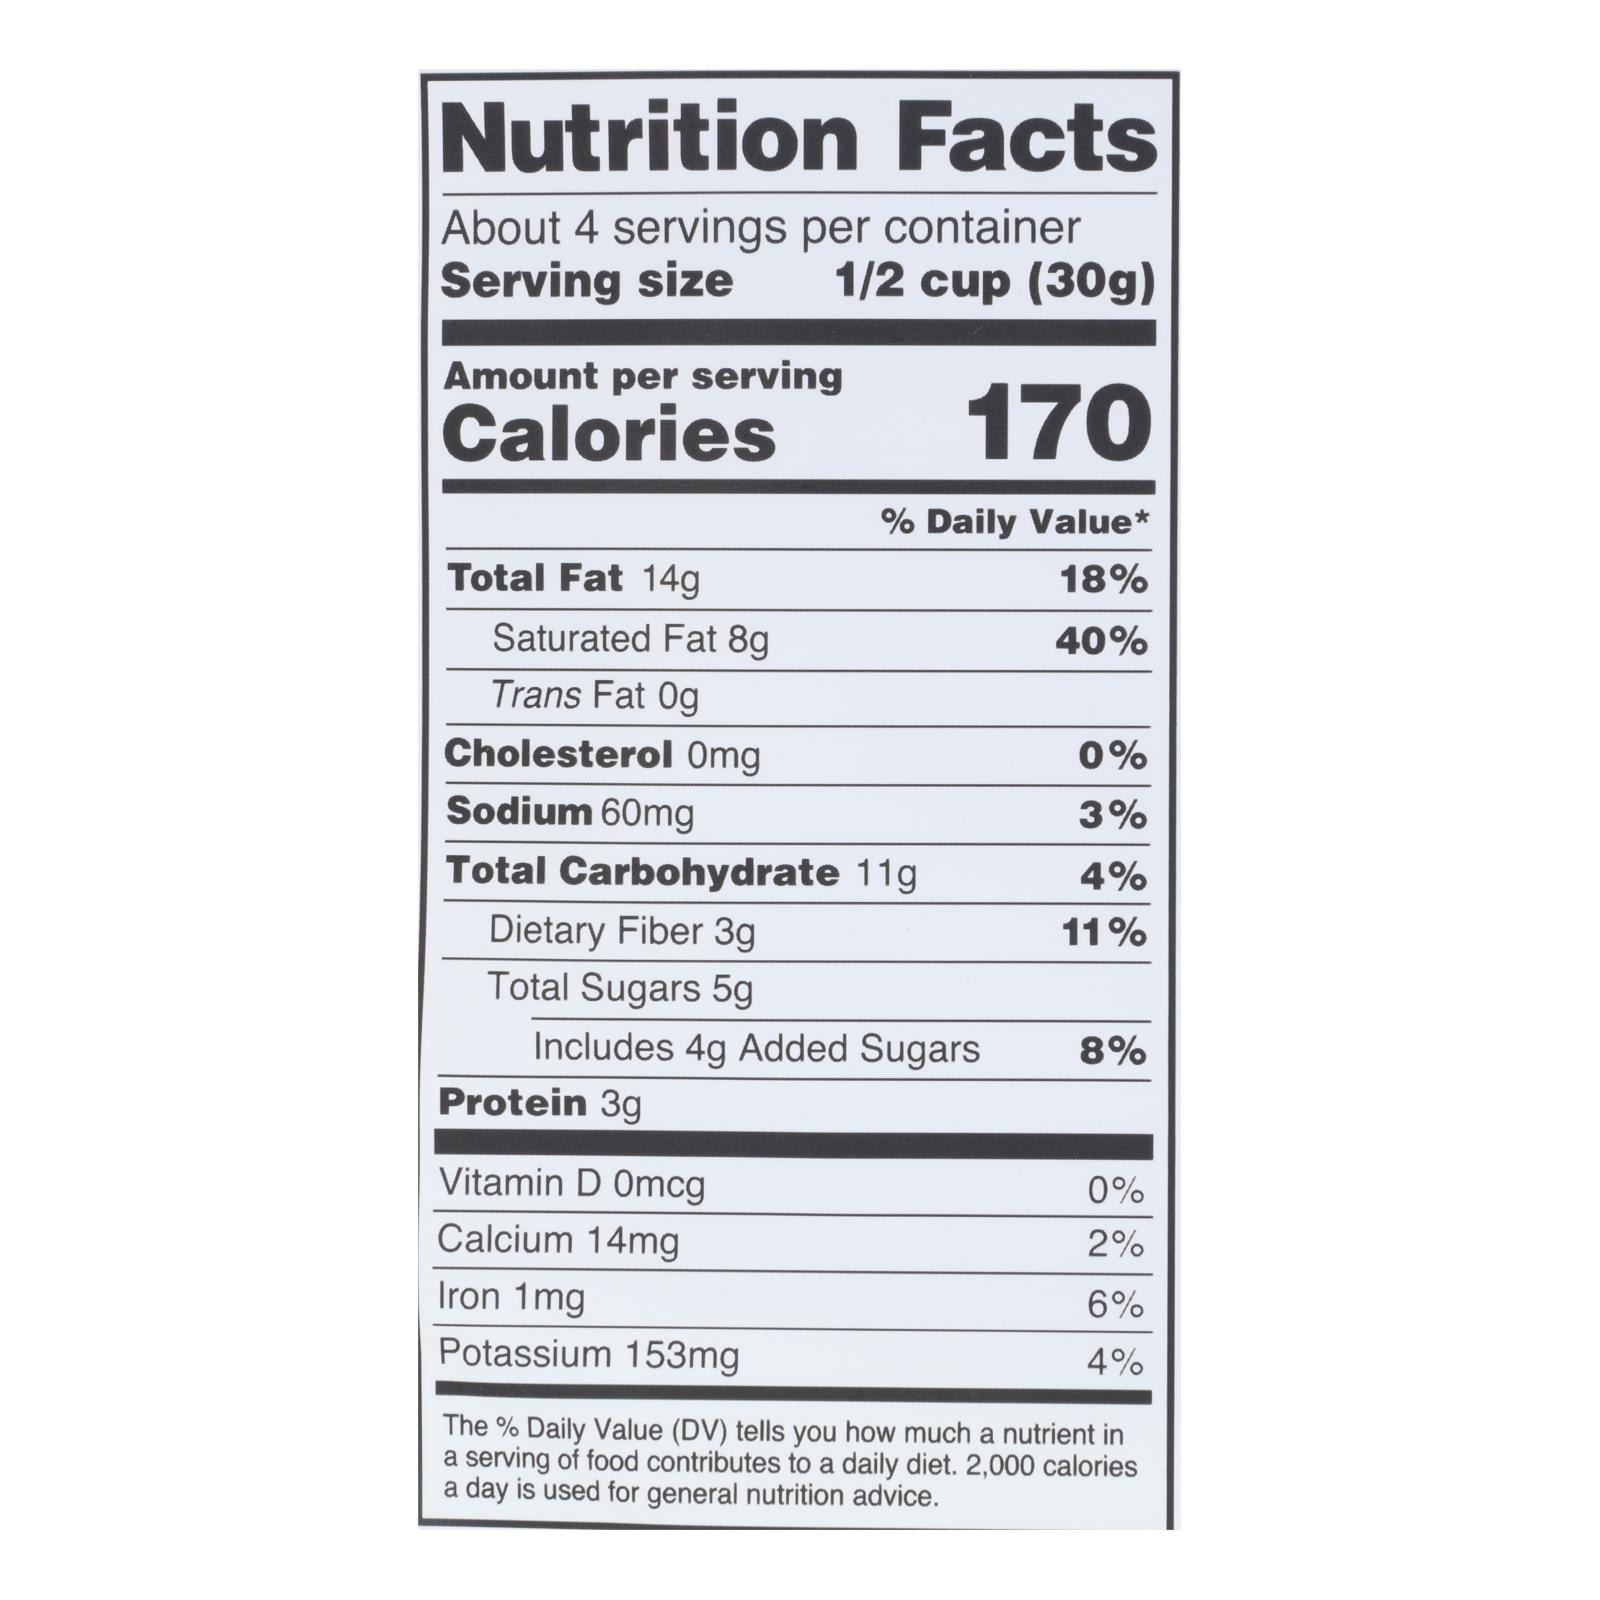 Nutrition Facts
About 4 servings per container
Serving size 1/2 cup (30g)
Amount per serving
Calories 170
% Daily Value*
Total Fat 14g 18%
Saturated Fat 8g 40%
Trans Fat 0g
Cholesterol 0mg 0%
Sodium 60mg 3%
Total Carbohydrate 11g 4%
Dietary Fiber 3g 11%
Total Sugars 5g
Includes 4g Added Sugars 8%
Protein 3g
Vitamin D 0mcg 0%
Calcium 14mg 2%
Iron 1mg 6%
Potassium 153mg 4%
The % Daily Value (DV) tells you how much a nutrient in
a serving of food contributes to a daily diet. 2,000 calories
a day is used for general nutrition advice.